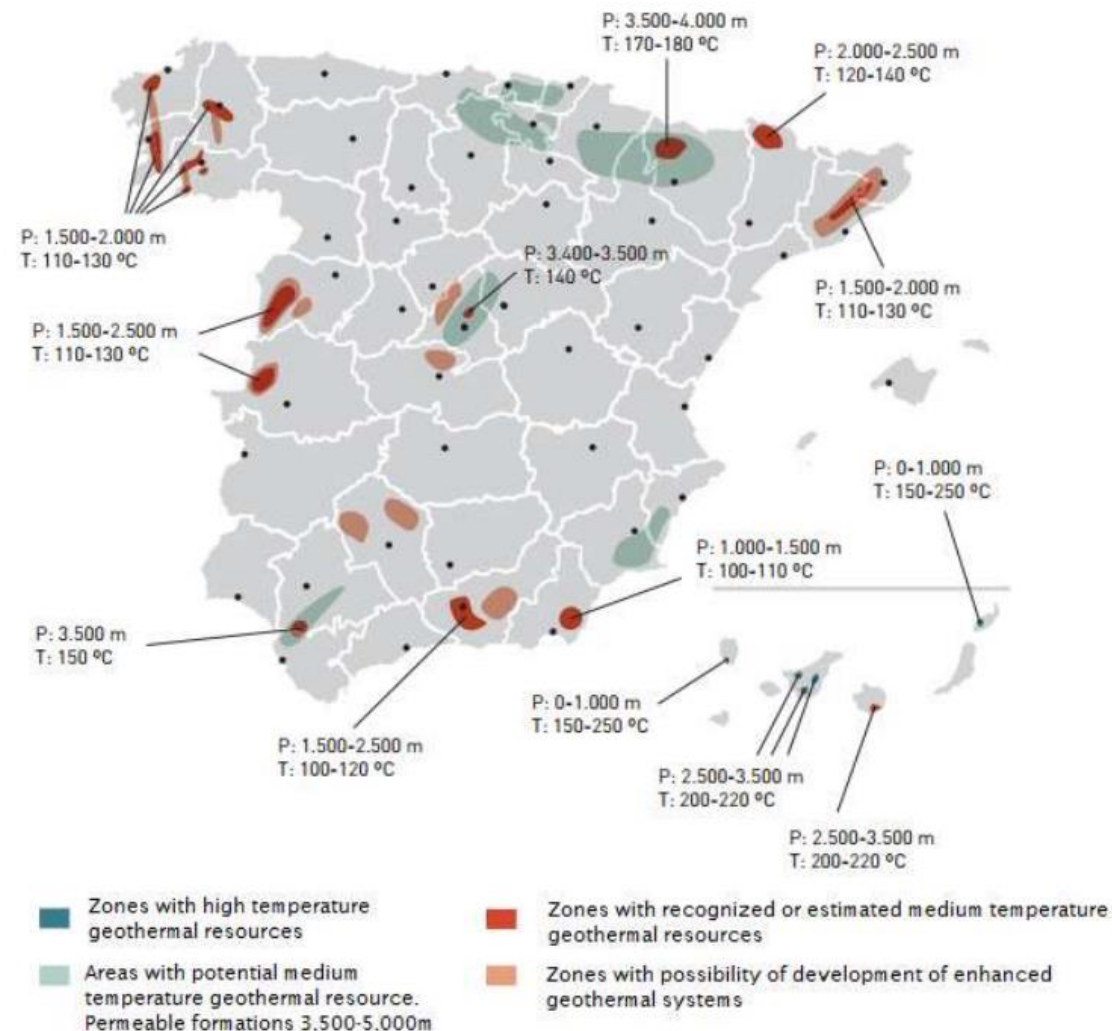 P: 3.500-4.000 m
T: 170-180 ºC
P: 2.000-2.500 m
T: 120-140 ºC
P: 1.500-2.000 m
T: 110-130 ºC
P: 3.400-3.500 m
T: 140 ºC
P: 1.500-2.000 m
T: 110-130 ºC
P: 1.500-2.500 m
T: 110-130 ºC
P: 0-1.000 m
T: 150-250 ºC
P: 1.000-1.500 m
T: 100-110 ºC
P: 3.500 m
T: 150 ºC
P: 0-1.000 m
T: 150-250 ºC
P: 1.500-2.500 m
T: 100-120 ºC
P: 2.500-3.500 m
T: 200-220 ºC
P: 2.500-3.500 m
T: 200-220 ºC
Zones with high temperature
geothermal resources
Areas with potential medium
temperature geothermal resource.
Permeable formations 3,500-5,000m
Zones with recognized or estimated medium temperature
geothermal resources
Zones with possibility of development of enhanced
geothermal systems